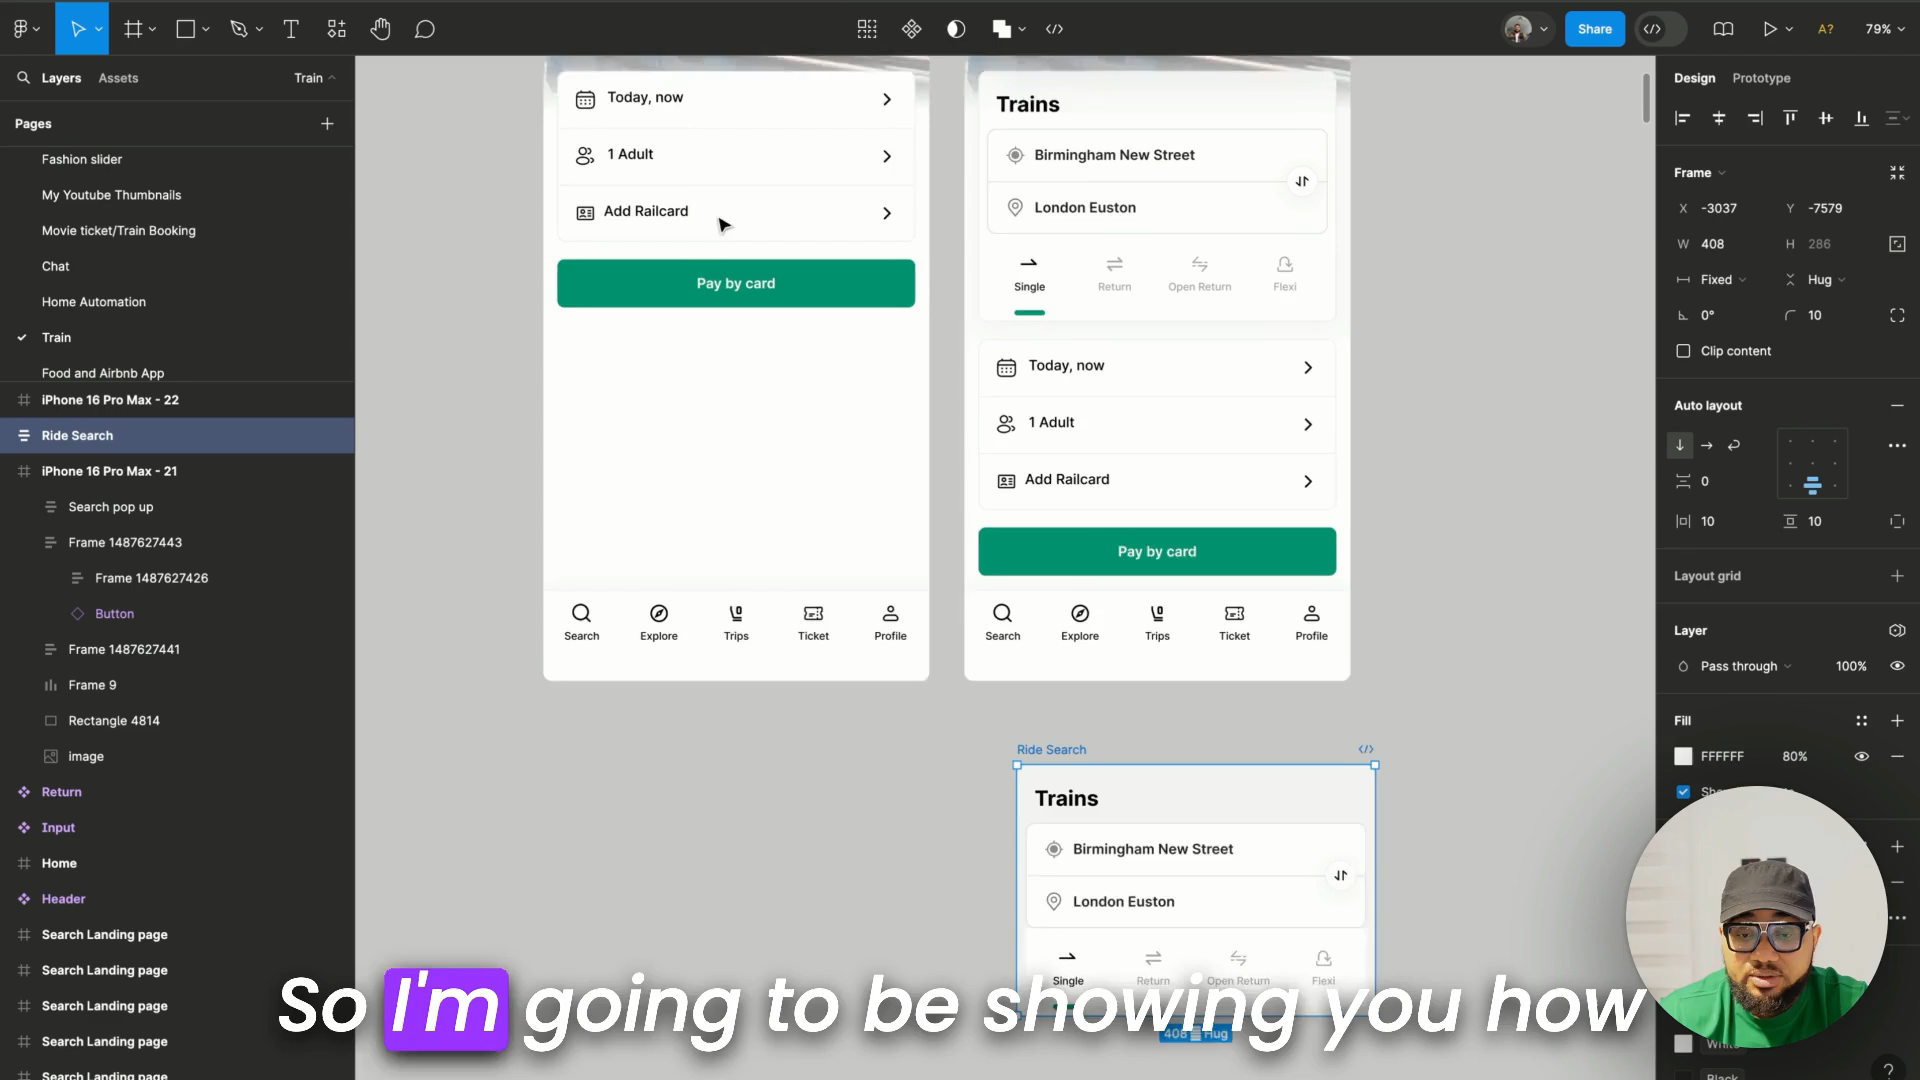 Share
A?
79%
Layers
Assets
Train
Pages
Fashion slider
My Youtube Thumbnails
Movie ticket/Train Booking
Chat
Home Automation
Train
Food and Airbnb App
iPhone 16 Pro Max - 22
Ride Search
iPhone 16 Pro Max - 21
Search pop up
Frame 1487627443
Frame 1487627426
Button
Frame 1487627441
Frame 9
Rectangle 4814
image
Return
Input
Home
Header
Search Landing page
Search Landing page
Search Landing page
Search Landing page
Search Landing page
Today, now
1 Adult
Add Railcard
Pay by card
Search
Explore
Trips
Ticket
Profile
Trains
Birmingham New Street
London Euston
Single
Return
Open Return
Flexi
Today, now
1 Adult
Add Railcard
Pay by card
Search
Explore
Trips
Ticket
Profile
Ride Search
Trains
Birmingham New Street
London Euston
Single
Return
Open Return
Flexi
408
Hug
So I'm going to be showing you how
Design
Prototype
Frame
X -3037
Y -7579
W 408
H 286
Fixed
Hug
0°
10
Clip content
Auto layout
0
10
10
Layout grid
Layer
Pass through
100%
Fill
FFFFFF
80%
White
Black
?